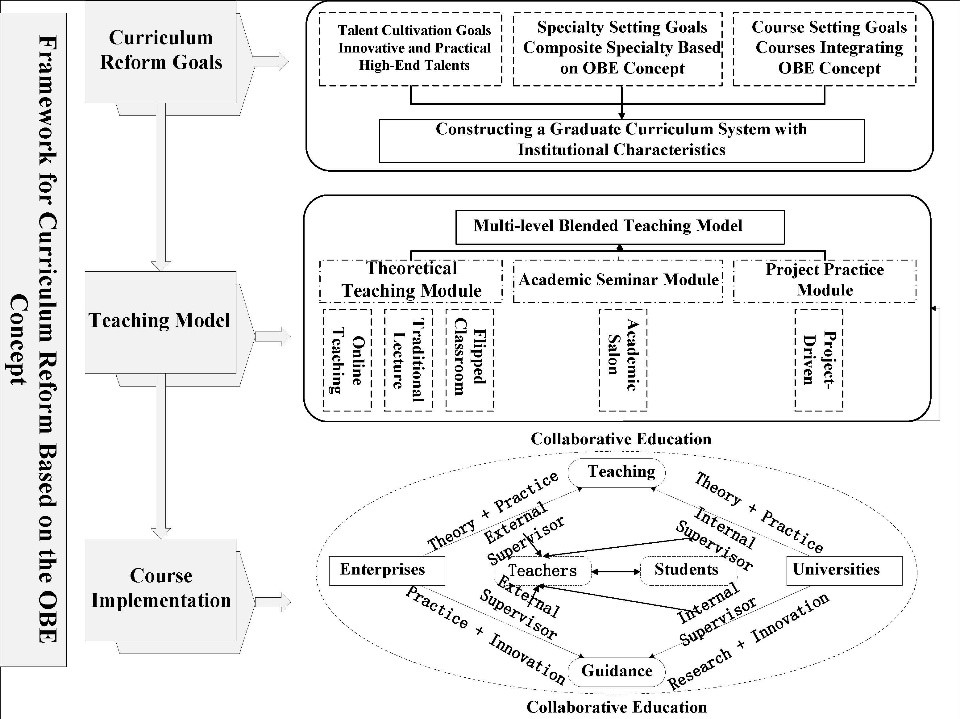 Framework for Curriculum Reform Based on the OBE
Concept
Curriculum
Reform Goals
Talent Cultivation Goals
Innovative and Practical
High-End Talents
Specialty Setting Goals
Composite Specialty Based
on OBE Concept
Course Setting Goals
Courses Integrating
OBE Concept
Constructing a Graduate Curriculum System with
Institutional Characteristics
Teaching Model
Multi-level Blended Teaching Model
Theoretical
Teaching Module
Academic Seminar Module
Project Practice
Module
Online
Teaching
Traditional
Lecture
Flipped
Classroom
Academic
Salon
Project-
Driven
Course
Implementation
Collaborative Education
Teaching
Theory + Practice
External
Supervisor
Theory + Practice
Internal
Supervisor
Enterprises
Teachers
Students
Universities
External
Supervisor
Practice + Innovation
Internal
Supervisor
Research + Innovation
Guidance
Collaborative Education